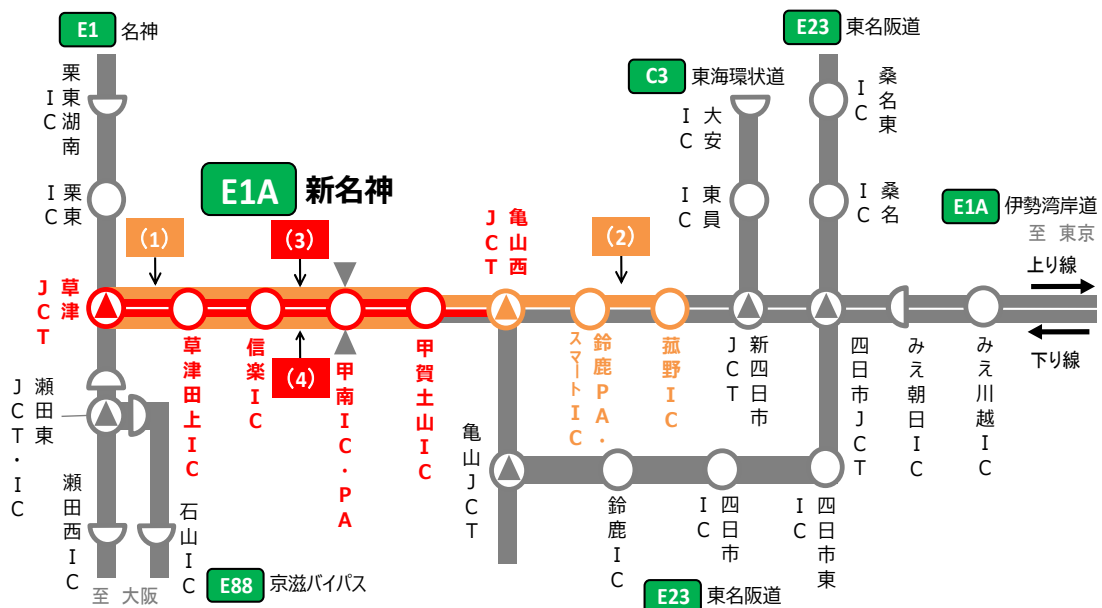 E1 名神
E23 東名阪道
C3 東海環状道
栗東湖南IC
大安IC
桑名東IC
栗東IC
E1A 新名神
東員IC
桑名IC
E1A 伊勢湾岸道
至 東京
(1)
(3)
亀山西JCT
(2)
上り線
草津JCT
下り線
(4)
草津田上IC
信楽IC
甲南IC・PA
甲賀土山IC
鈴鹿PA・スマートIC
菰野IC
新四日市JCT
四日市JCT
みえ朝日IC
みえ川越IC
瀬田東JCT・IC
亀山JCT
瀬田西IC
石山IC
鈴鹿IC
四日市IC
四日市東IC
至 大阪
E88 京滋バイパス
E23 東名阪道